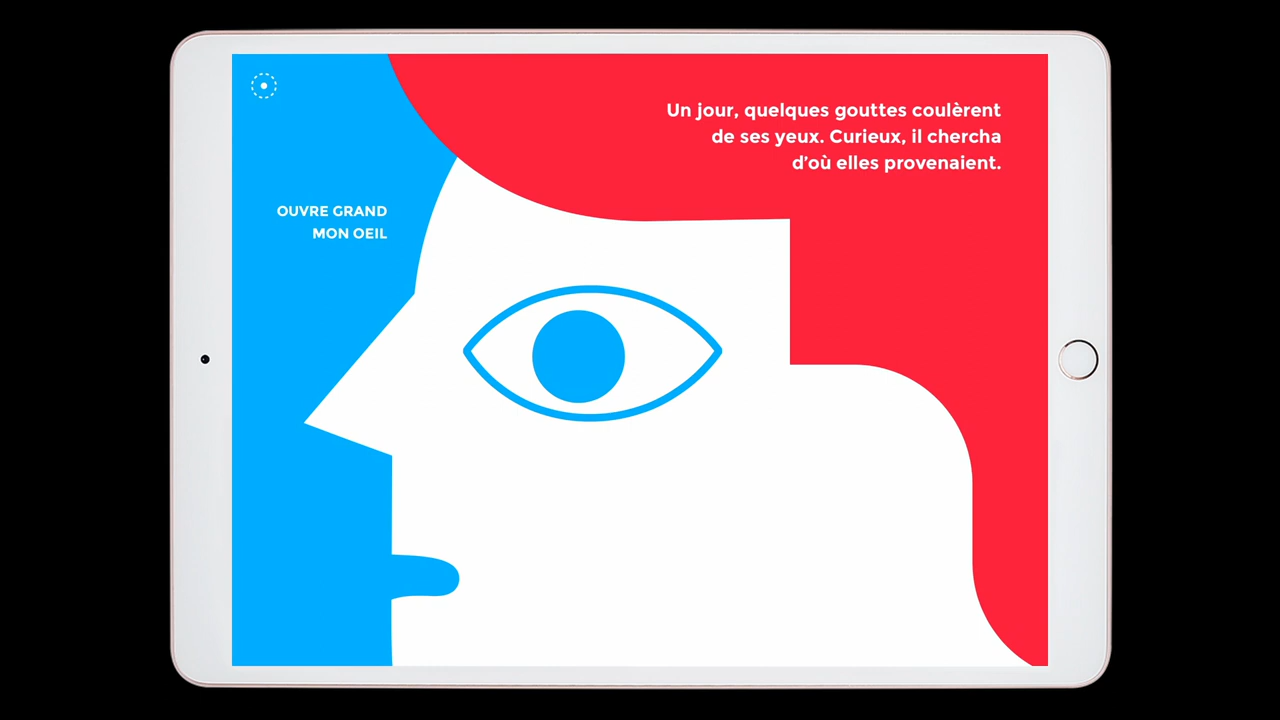 Un jour, quelques gouttes coulèrent
de ses yeux. Curieux, il chercha
d'où elles provenaient.
OUVRE GRAND
MON OEIL